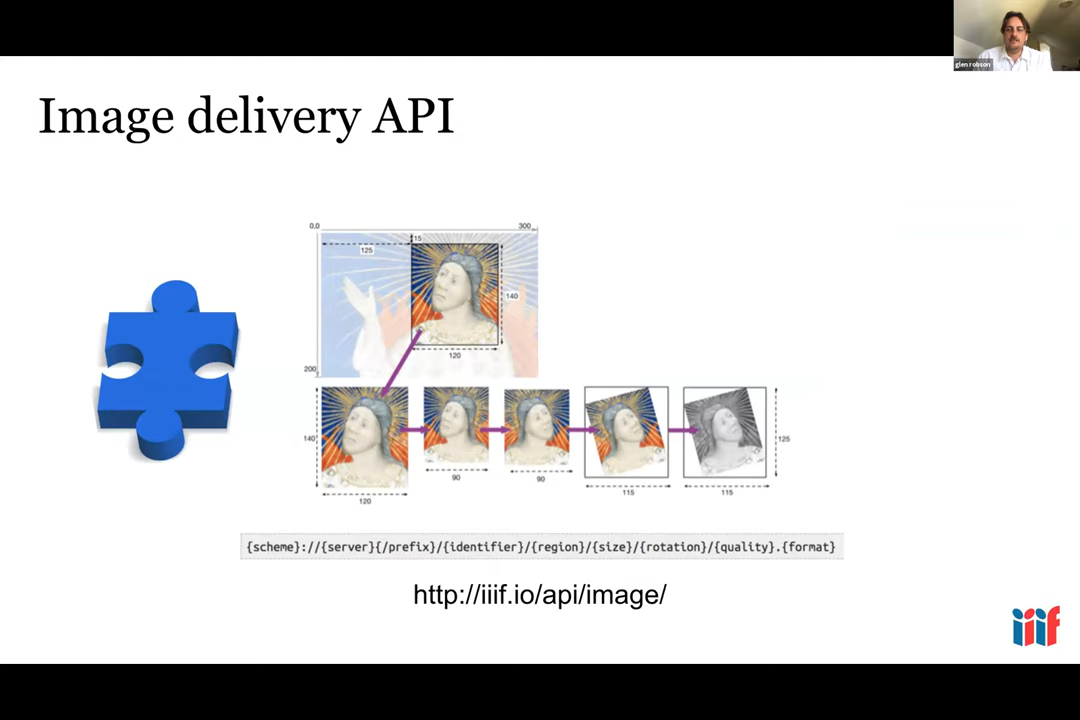 glen robson
Image delivery API
0,0
300
15
125
140
120
200
140
125
90
90
115
115
120
{scheme}://{server}{/prefix}/{identifier}/{region}/{size}/{rotation}/{quality}.{format}
http://iiif.io/api/image/
iiif